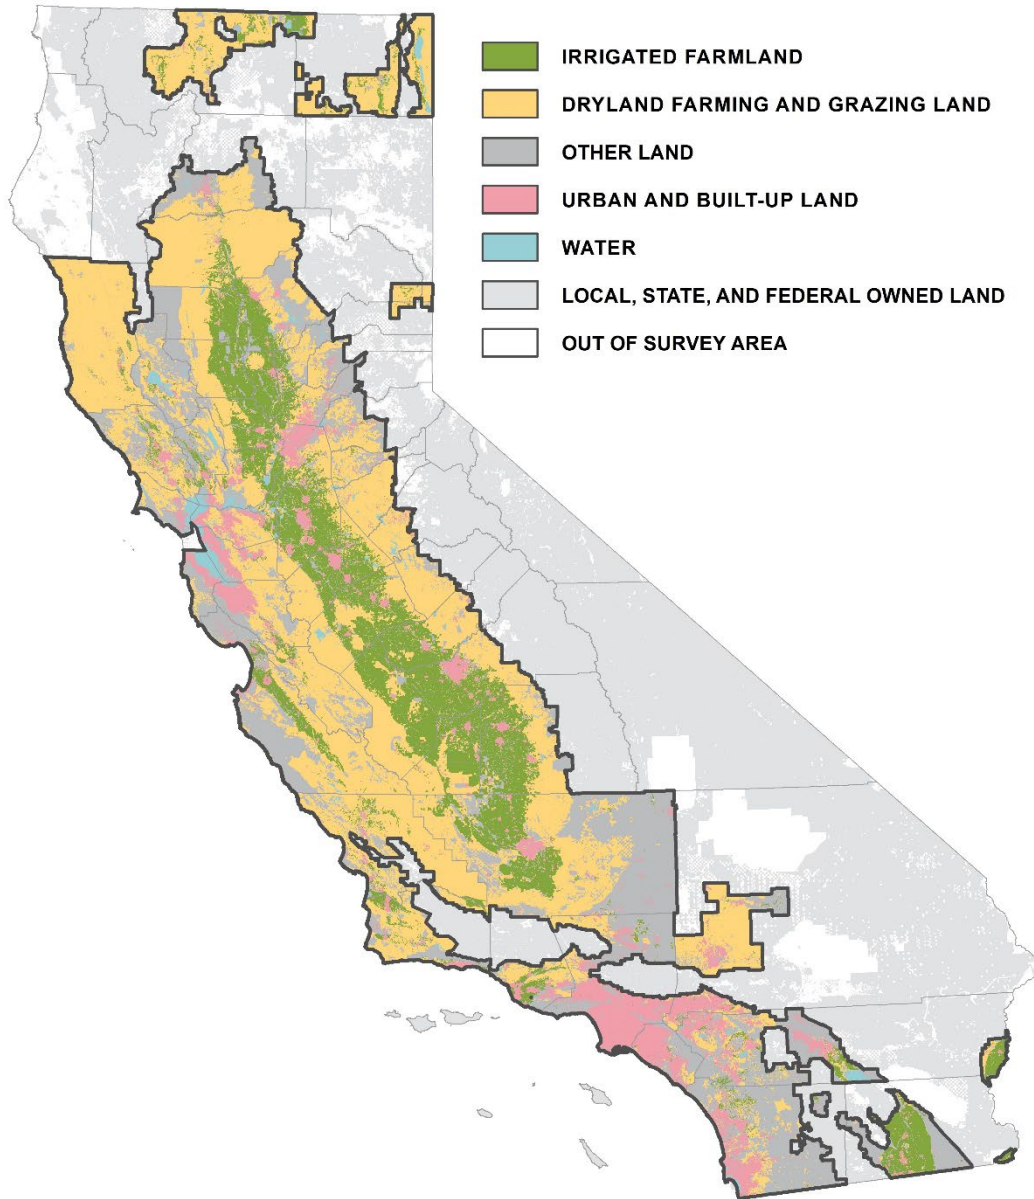 IRRIGATED FARMLAND
DRYLAND FARMING AND GRAZING LAND
OTHER LAND
URBAN AND BUILT-UP LAND
WATER
LOCAL, STATE, AND FEDERAL OWNED LAND
OUT OF SURVEY AREA